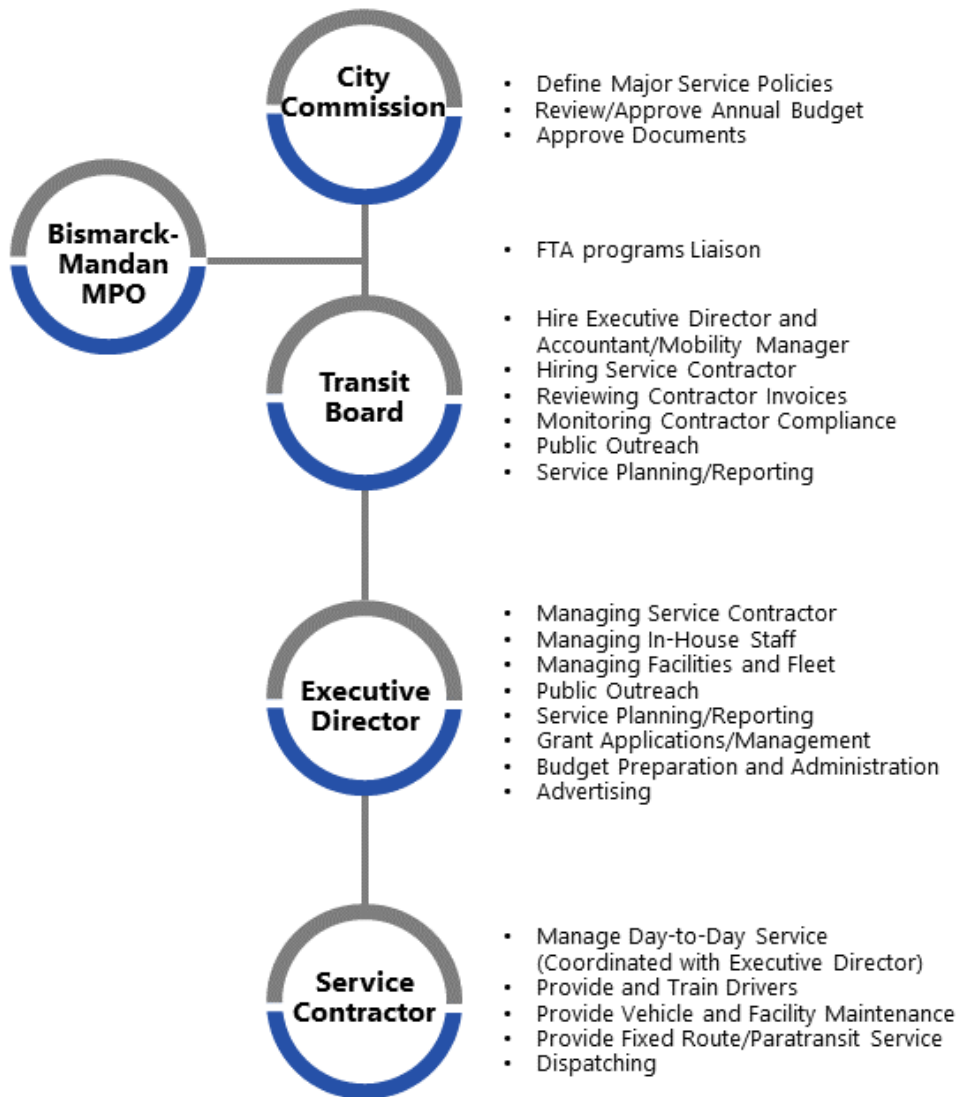 City
Commission
• Define Major Service Policies
• Review/Approve Annual Budget
• Approve Documents
Bismarck-
Mandan
MPO
• FTA programs Liaison
Transit
Board
• Hire Executive Director and
Accountant/Mobility Manager
• Hiring Service Contractor
• Reviewing Contractor Invoices
• Monitoring Contractor Compliance
• Public Outreach
• Service Planning/Reporting
Executive
Director
• Managing Service Contractor
• Managing In-House Staff
• Managing Facilities and Fleet
• Public Outreach
• Service Planning/Reporting
• Grant Applications/Management
• Budget Preparation and Administration
• Advertising
Service
Contractor
• Manage Day-to-Day Service
(Coordinated with Executive Director)
• Provide and Train Drivers
• Provide Vehicle and Facility Maintenance
• Provide Fixed Route/Paratransit Service
• Dispatching